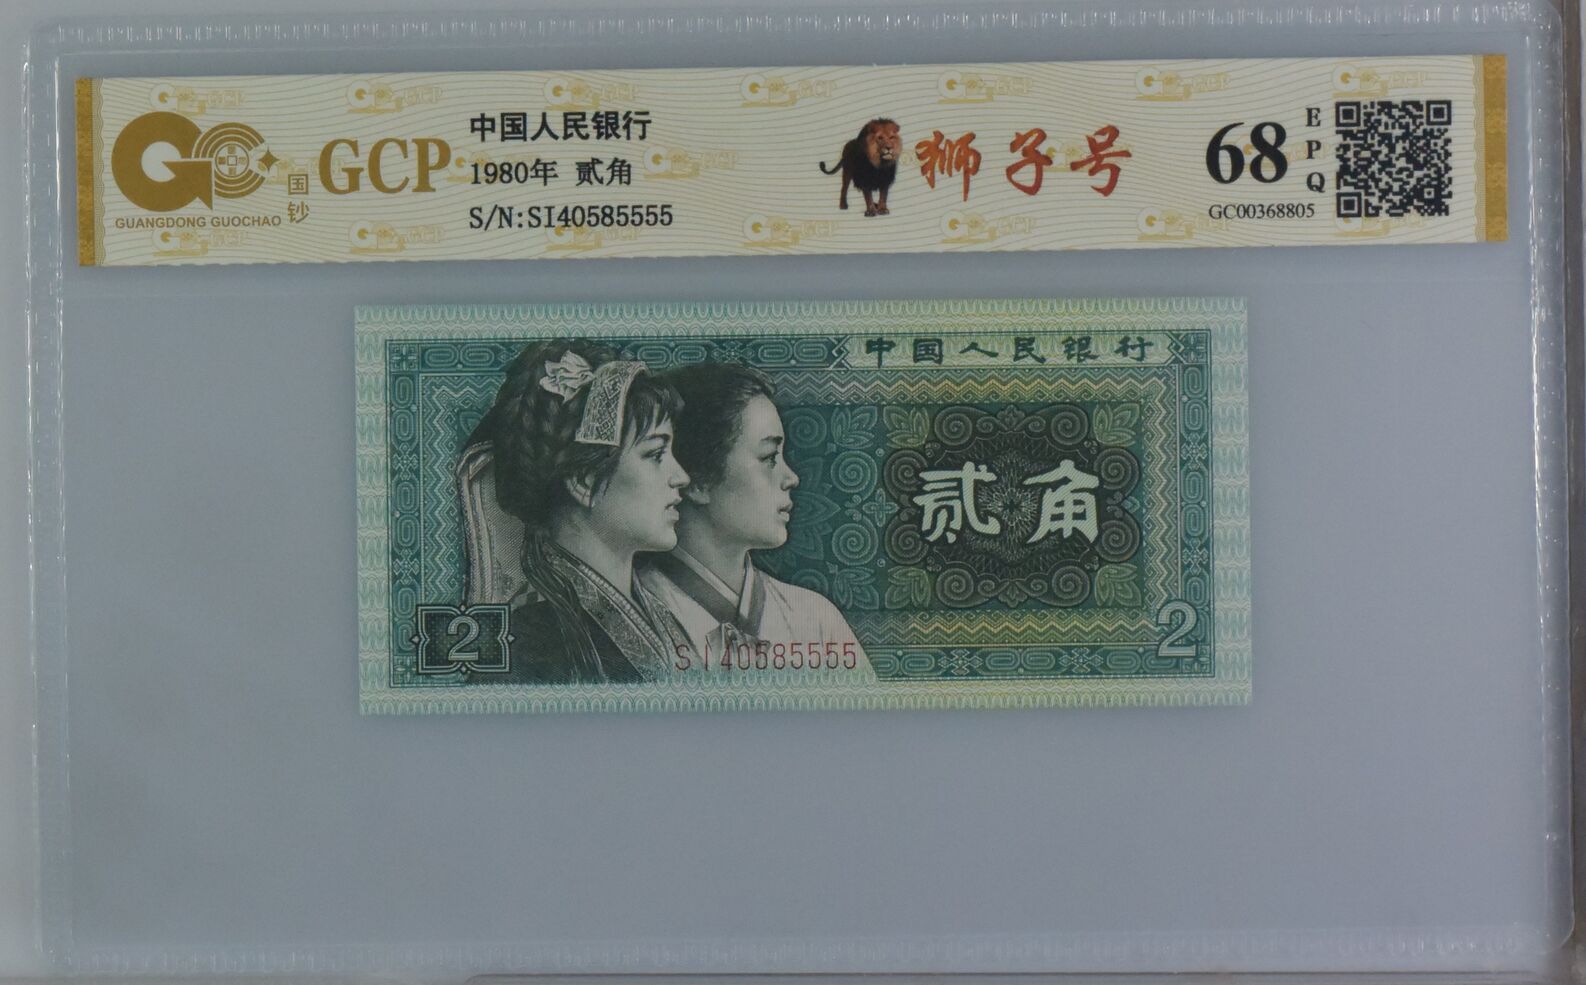 GUANGDONG GUOCHAO
国钞
GCP
中国人民银行
1980年 贰角
S/N:SI40585555
狮子号
68
EPQ
GC00368805
中国人民银行
贰角
2
2
SI40585555